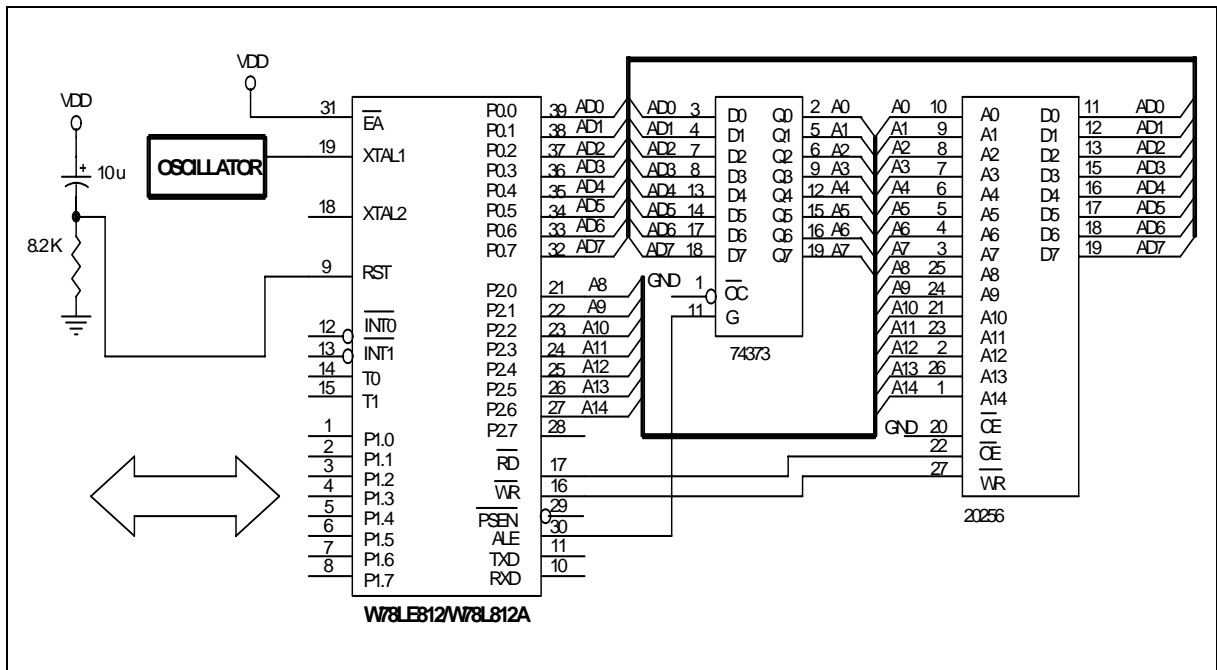 VDD
VDD
OSCILLATOR
10u
8.2K
31 EA
19 XTAL1
18 XTAL2
9 RST
12 INT0
13 INT1
14 T0
15 T1
1 P1.0
2 P1.1
3 P1.2
4 P1.3
5 P1.4
6 P1.5
7 P1.6
8 P1.7
P0.0 39 AD0
P0.1 38 AD1
P0.2 37 AD2
P0.3 36 AD3
P0.4 35 AD4
P0.5 34 AD5
P0.6 33 AD6
P0.7 32 AD7
P2.0 21 A8
P2.1 22 A9
P2.2 23 A10
P2.3 24 A11
P2.4 25 A12
P2.5 26 A13
P2.6 27 A14
P2.7 28
RD 17
WR 16
PSEN 29
ALE 30
TXD 11
RXD 10
W78LE812/W78L812A
AD0 3 D0 Q0 2 A0
AD1 4 D1 Q1 5 A1
AD2 7 D2 Q2 6 A2
AD3 8 D3 Q3 9 A3
AD4 13 D4 Q4 12 A4
AD5 14 D5 Q5 15 A5
AD6 17 D6 Q6 16 A6
AD7 18 D7 Q7 19 A7
GND 1 OC
11 G
74373
A0 10 A0 D0 11 AD0
A1 9 A1 D1 12 AD1
A2 8 A2 D2 13 AD2
A3 7 A3 D3 15 AD3
A4 6 A4 D4 16 AD4
A5 5 A5 D5 17 AD5
A6 4 A6 D6 18 AD6
A7 3 A7 D7 19 AD7
A8 25 A8
A9 24 A9
A10 21 A10
A11 23 A11
A12 2 A12
A13 26 A13
A14 1 A14
GND 20 CE
22 OE
27 WR
20256